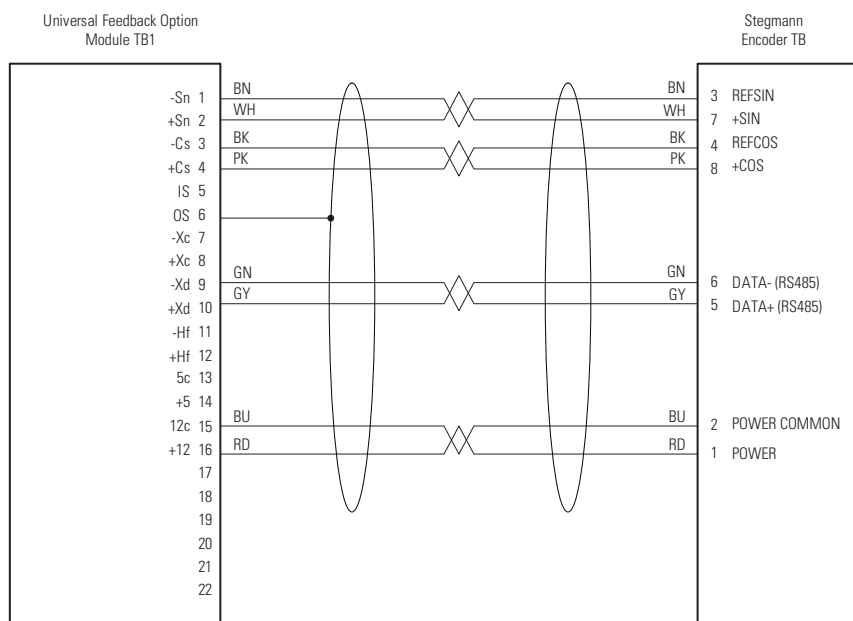 Universal Feedback Option
Module TB1
Stegmann
Encoder TB
-Sn 1 BN BN 3 REFSIN
+Sn 2 WH WH 7 +SIN
-Cs 3 BK BK 4 REFCOS
+Cs 4 PK PK 8 +COS
IS 5
OS 6
-Xc 7
+Xc 8
-Xd 9 GN GN 6 DATA- (RS485)
+Xd 10 GY GY 5 DATA+ (RS485)
-Hf 11
+Hf 12
5c 13
+5 14
12c 15 BU BU 2 POWER COMMON
+12 16 RD RD 1 POWER
17
18
19
20
21
22